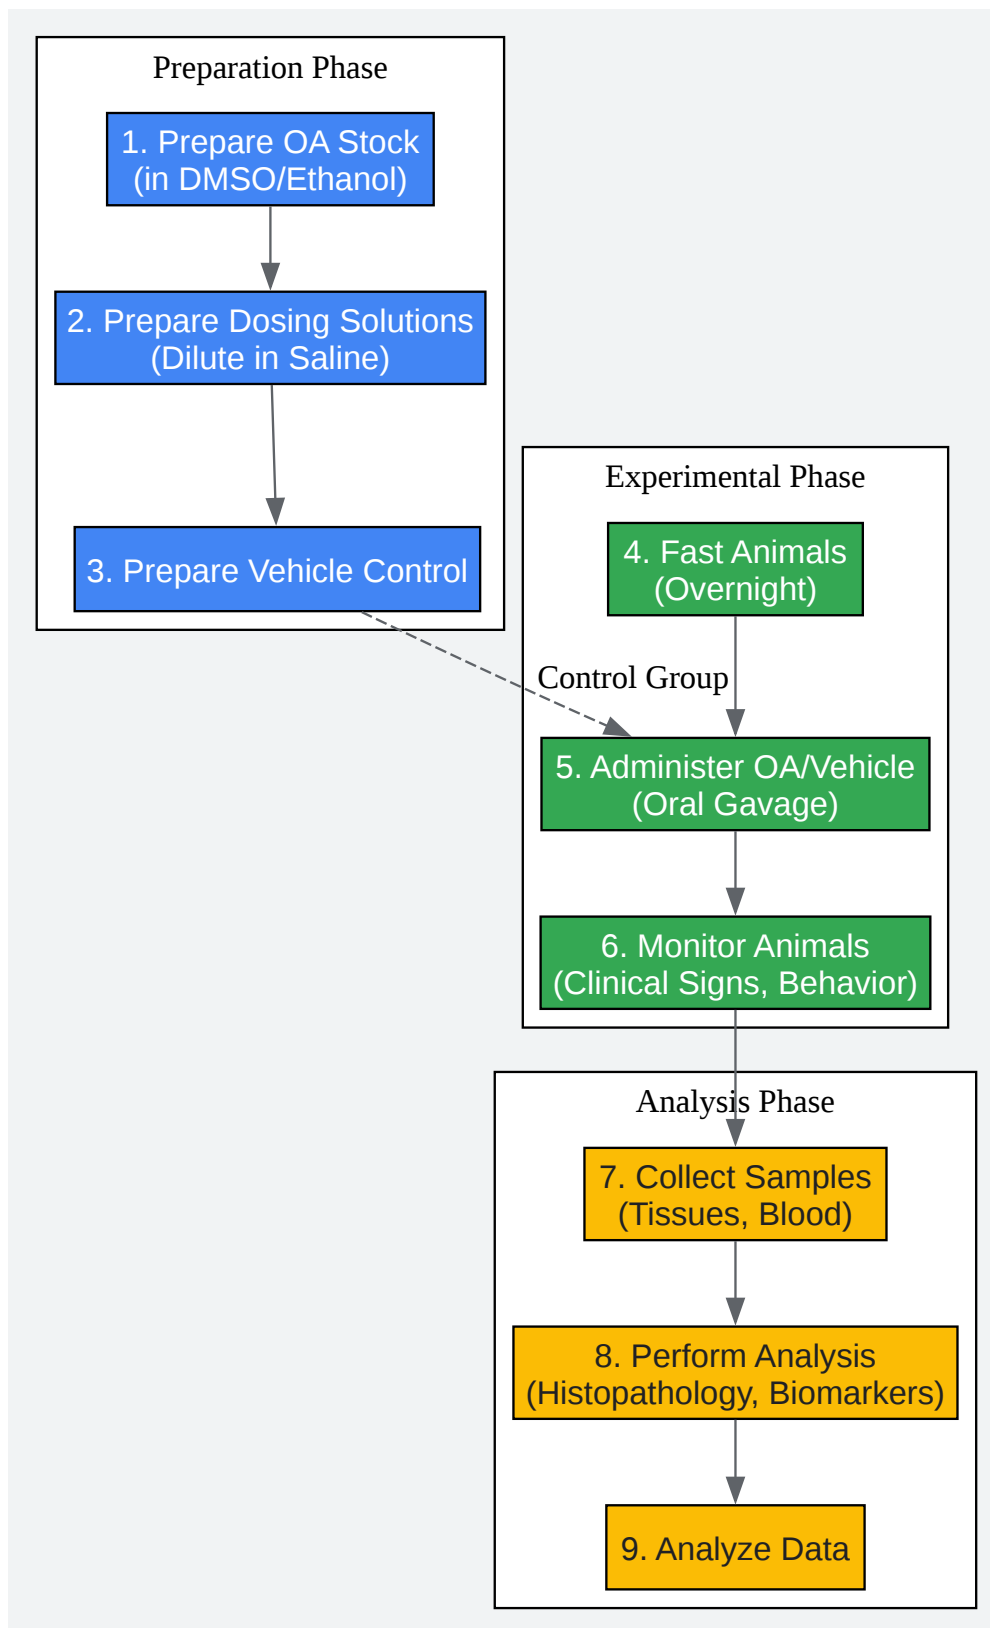 Preparation Phase
1. Prepare OA Stock
(in DMSO/Ethanol)
2. Prepare Dosing Solutions
(Dilute in Saline)
3. Prepare Vehicle Control
Experimental Phase
4. Fast Animals
(Overnight)
Control Group
5. Administer OA/Vehicle
(Oral Gavage)
6. Monitor Animals
(Clinical Signs, Behavior)
Analysis Phase
7. Collect Samples
(Tissues, Blood)
8. Perform Analysis
(Histopathology, Biomarkers)
9. Analyze Data